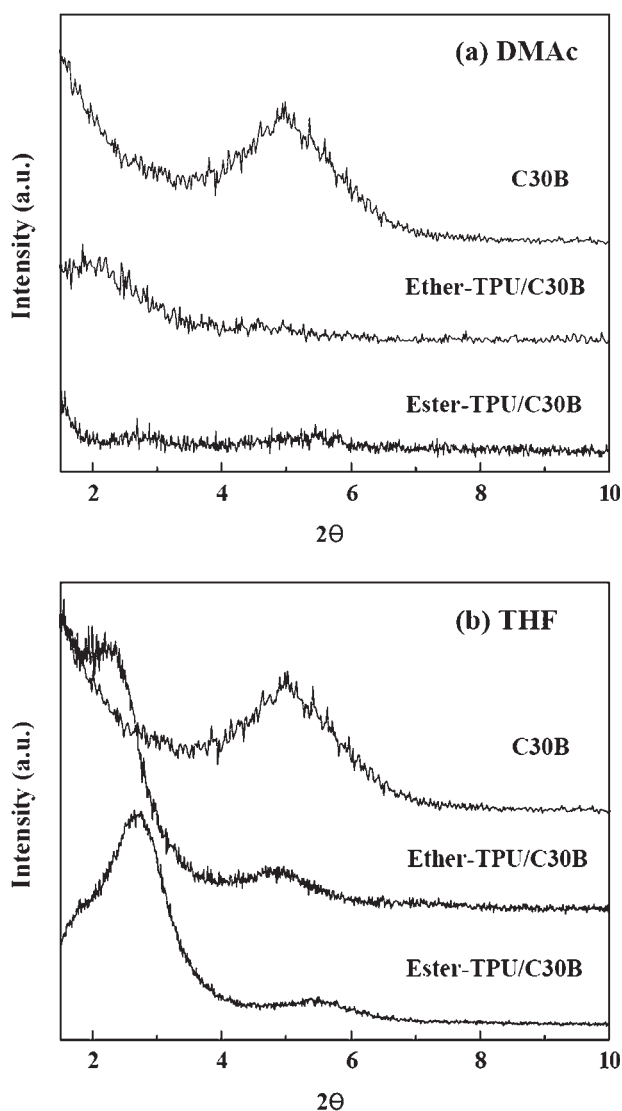 (a) DMAc
C30B
Ether-TPU/C30B
Ester-TPU/C30B
Intensity (a.u.)
2 4 6 8 10
2Θ
(b) THF
C30B
Ether-TPU/C30B
Ester-TPU/C30B
Intensity (a.u.)
2 4 6 8 10
2Θ